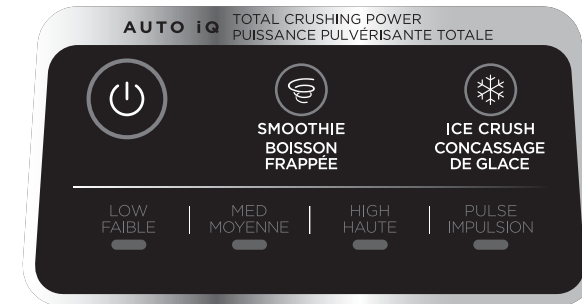 AUTO iQ
TOTAL CRUSHING POWER
PUISSANCE PULVÉRISANTE TOTALE
SMOOTHIE
BOISSON
FRAPPÉE
ICE CRUSH
CONCASSAGE
DE GLACE
LOW
FAIBLE
MED
MOYENNE
HIGH
HAUTE
PULSE
IMPULSION